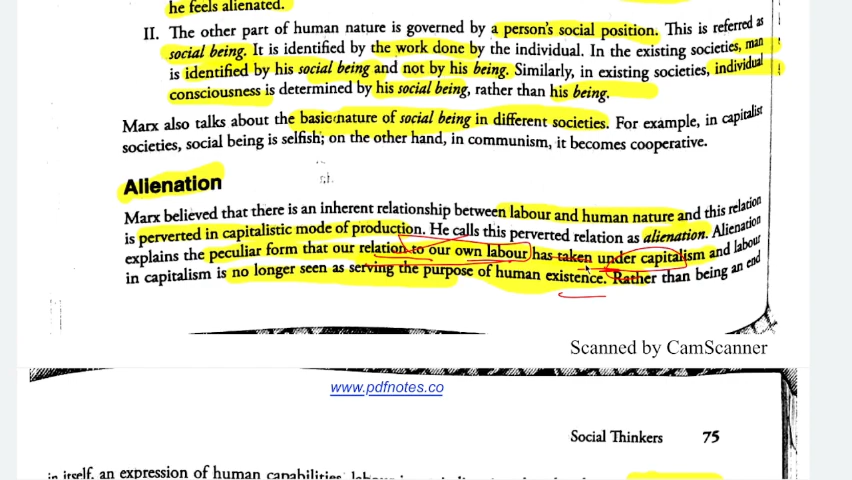 he feels alienated.
II. The other part of human nature is governed by a person's social position. This is referred as
social being. It is identified by the work done by the individual. In the existing societies, man
is identified by his social being and not by his being. Similarly, in existing societies, individual
consciousness is determined by his social being, rather than his being.
Marx also talks about the basic nature of social being in different societies. For example, in capitalist
societies, social being is selfish; on the other hand, in communism, it becomes cooperative.
Alienation
Marx believed that there is an inherent relationship between labour and human nature and this relation
is perverted in capitalistic mode of production. He calls this perverted relation as alienation. Alienation
explains the peculiar form that our relation to our own labour has taken under capitalism and labour
in capitalism is no longer seen as serving the purpose of human existence. Rather than being an end
Scanned by CamScanner
www.pdfnotes.co
Social Thinkers 75
in itself, an expression of human capabilities